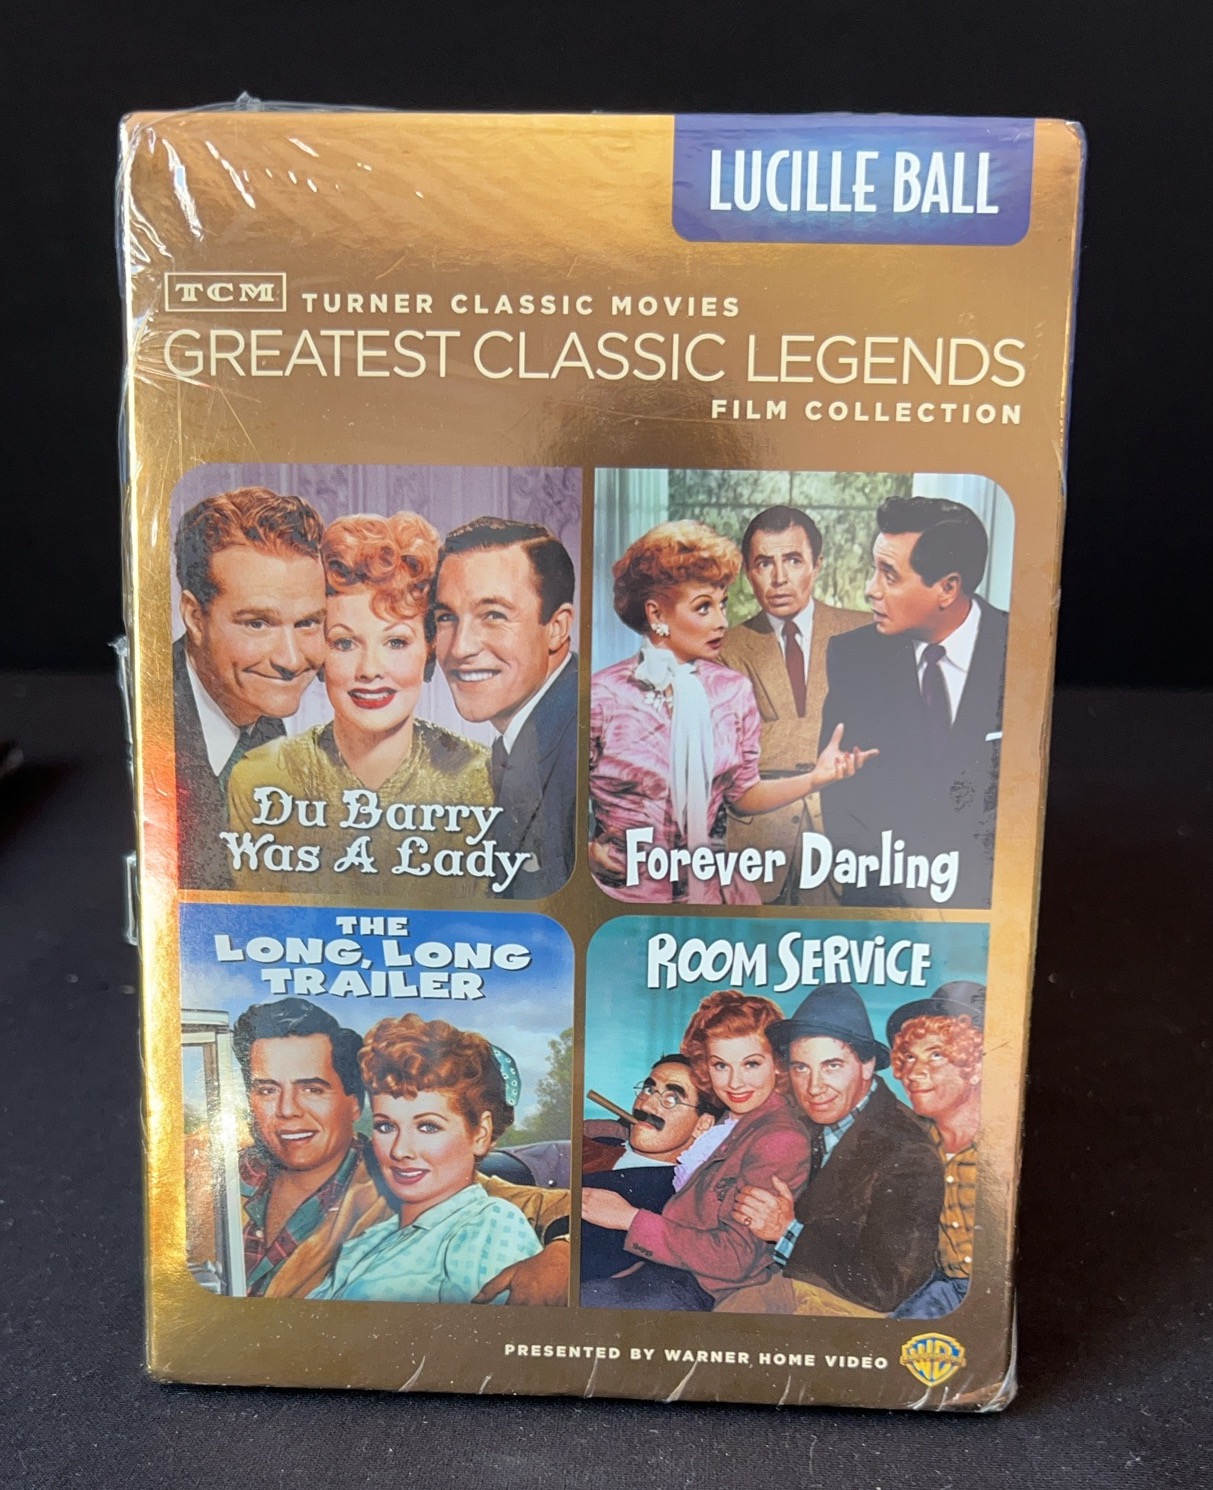 LUCILLE BALL
TCM TURNER CLASSIC MOVIES
GREATEST CLASSIC LEGENDS
FILM COLLECTION
Du Barry
Was A Lady
Forever Darling
THE
LONG, LONG
TRAILER
ROOM SERViCE
PRESENTED BY WARNER HOME VIDEO
WB